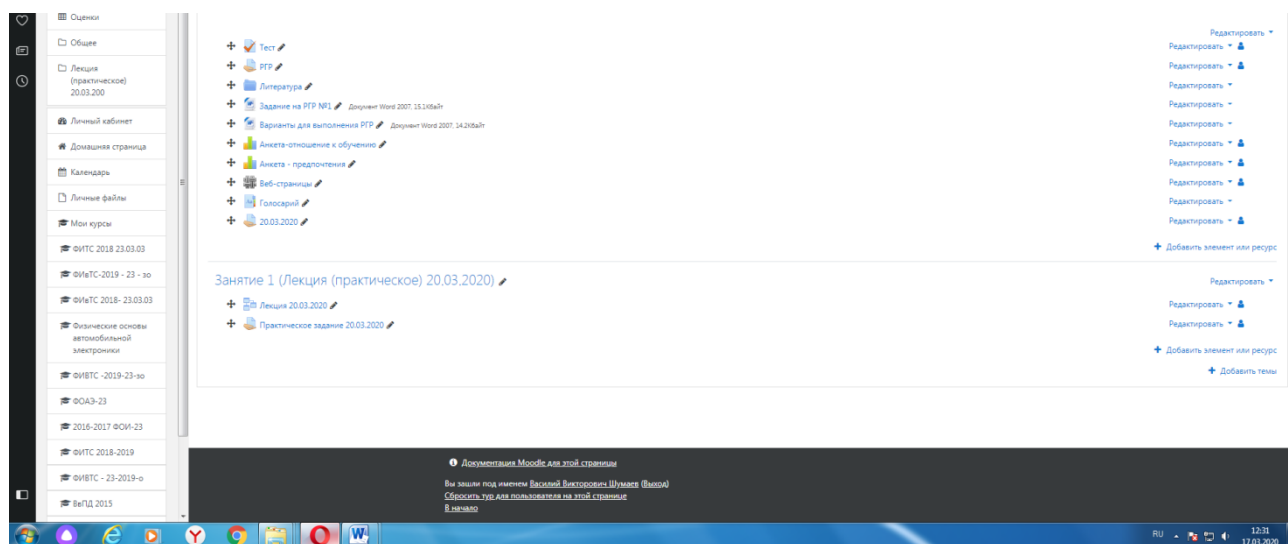 Оценки
Общее
Лекция
(практическое)
20.03.200
Личный кабинет
Домашняя страница
Календарь
Личные файлы
Мои курсы
ФИТС 2018 23.03.03
ФИвТС-2019 - 23 - зо
ФИвТС 2018- 23.03.03
Физические основы
автомобильной
электроники
ФИВТС -2019-23-зо
ФОАЭ-23
2016-2017 ФОИ-23
ФИТС 2018-2019
ФИВТС - 23-2019-о
ВвПД 2015
Редактировать
Тест Редактировать
РГР Редактировать
Литература Редактировать
Задание на РГР №1 Документ Word 2007, 15.1Кбайт Редактировать
Варианты для выполнения РГР Документ Word 2007, 14.2Кбайт Редактировать
Анкета-отношение к обучению Редактировать
Анкета - предпочтения Редактировать
Веб-страницы Редактировать
Голосарий Редактировать
20.03.2020 Редактировать
Добавить элемент или ресурс
Занятие 1 (Лекция (практическое) 20.03.2020) Редактировать
Лекция 20.03.2020 Редактировать
Практическое задание 20.03.2020 Редактировать
Добавить элемент или ресурс
Добавить темы
Документация Moodle для этой страницы
Вы зашли под именем Василий Викторович Шумаев (Выход)
Сбросить тур для пользователя на этой странице
В начало
RU 12:31
17.03.2020